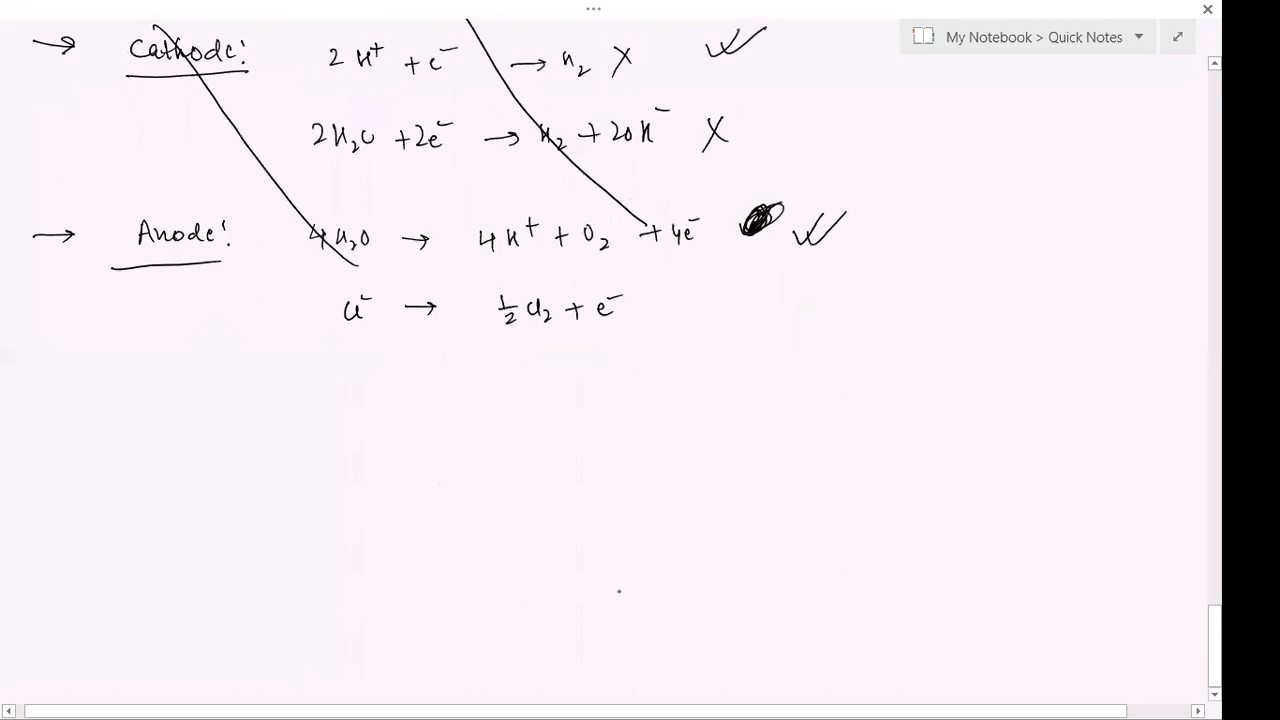 My Notebook > Quick Notes
→ Cathode: 2H⁺ + e⁻ → H₂ X ✓
2H₂O + 2e⁻ → H₂ + 2OH⁻ X
→ Anode: 4H₂O → 4H⁺ + O₂ + 4e⁻ ✓✓
Cl⁻ → ½ Cl₂ + e⁻